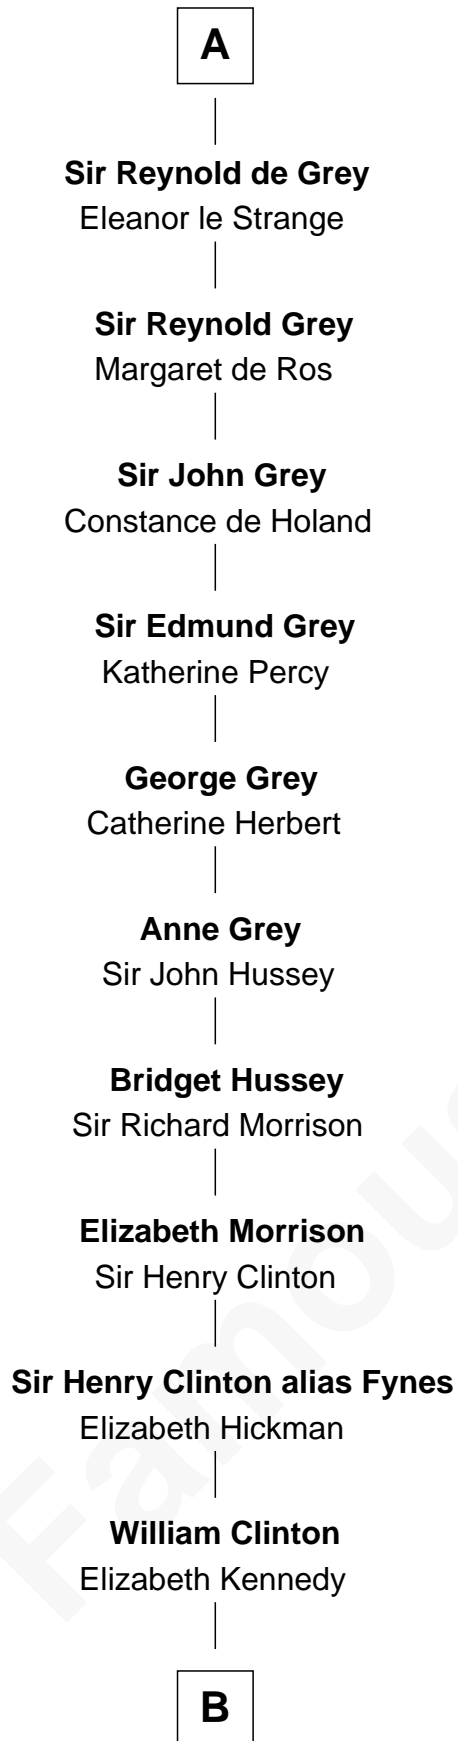 A
Sir Reynold de Grey
Eleanor le Strange
Sir Reynold Grey
Margaret de Ros
Sir John Grey
Constance de Holand
Sir Edmund Grey
Katherine Percy
George Grey
Catherine Herbert
Anne Grey
Sir John Hussey
Bridget Hussey
Sir Richard Morrison
Elizabeth Morrison
Sir Henry Clinton
Sir Henry Clinton alias Fynes
Elizabeth Hickman
William Clinton
Elizabeth Kennedy
B
Famous